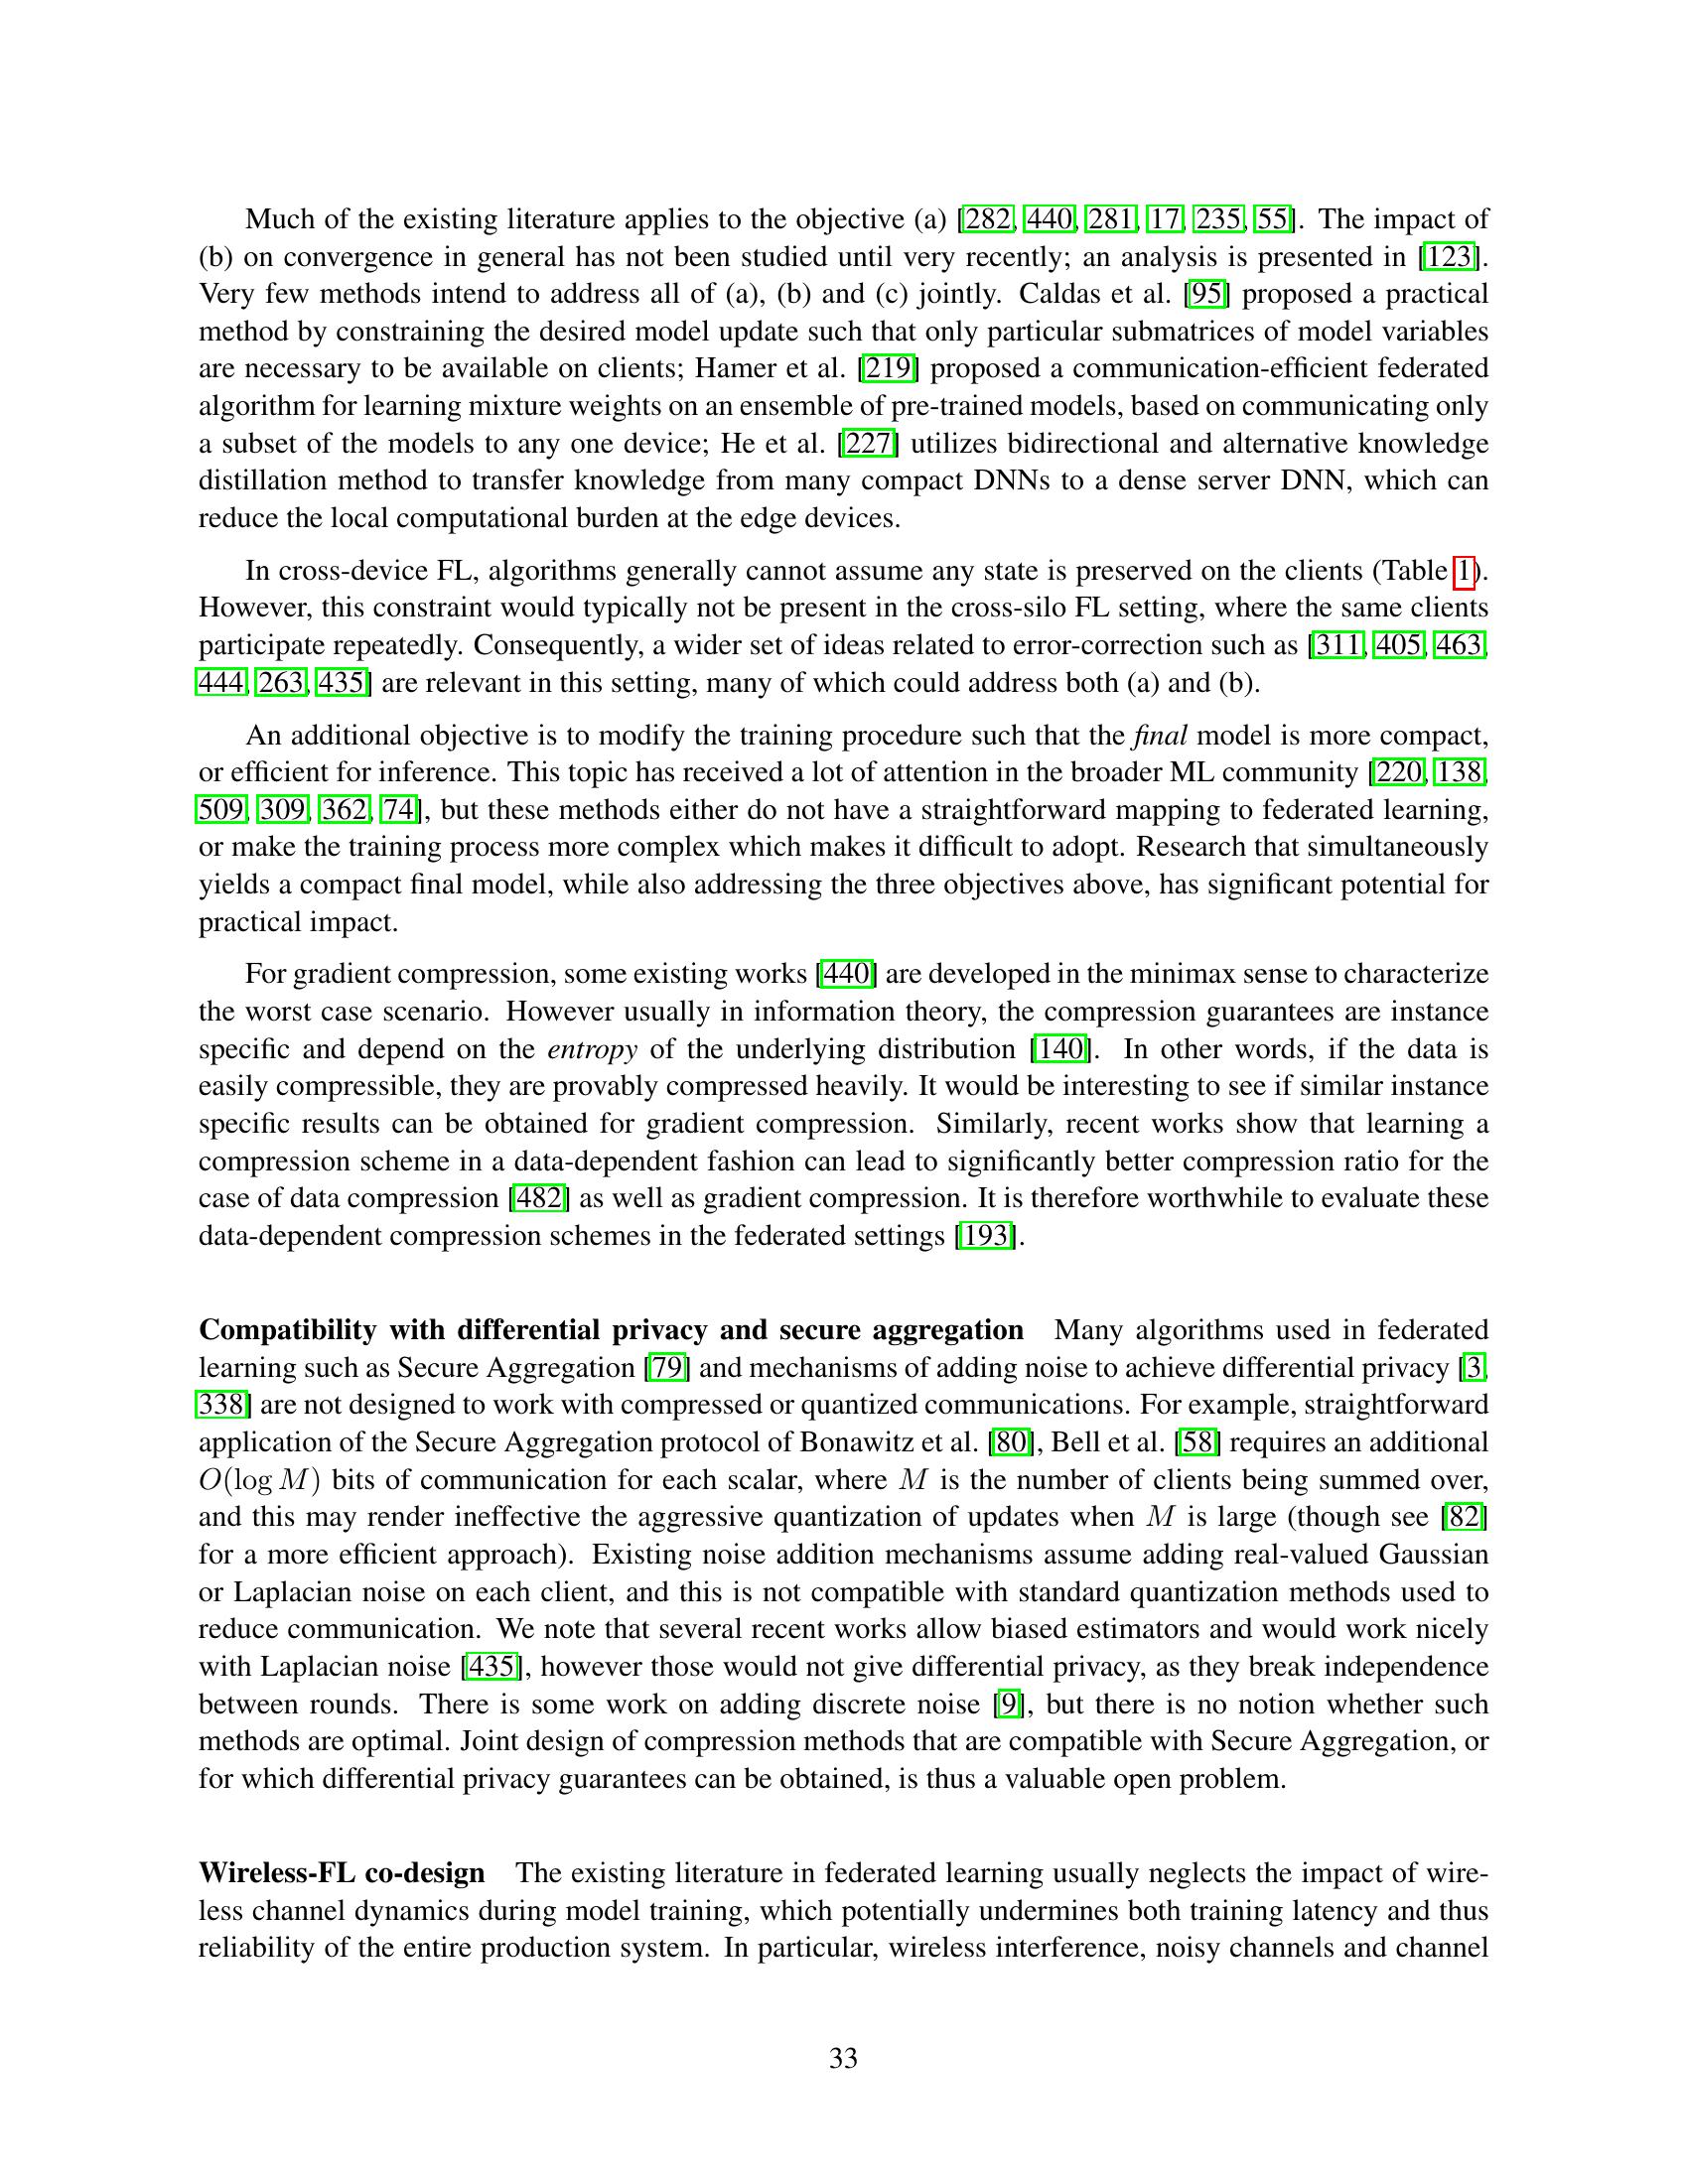 Much of the existing literature applies to the objective (a) [282, 440, 281, 17, 235, 55]. The impact of
(b) on convergence in general has not been studied until very recently; an analysis is presented in [123].
Very few methods intend to address all of (a), (b) and (c) jointly. Caldas et al. [95] proposed a practical
method by constraining the desired model update such that only particular submatrices of model variables
are necessary to be available on clients; Hamer et al. [219] proposed a communication-efficient federated
algorithm for learning mixture weights on an ensemble of pre-trained models, based on communicating only
a subset of the models to any one device; He et al. [227] utilizes bidirectional and alternative knowledge
distillation method to transfer knowledge from many compact DNNs to a dense server DNN, which can
reduce the local computational burden at the edge devices.
In cross-device FL, algorithms generally cannot assume any state is preserved on the clients (Table 1).
However, this constraint would typically not be present in the cross-silo FL setting, where the same clients
participate repeatedly. Consequently, a wider set of ideas related to error-correction such as [311, 405, 463,
444, 263, 435] are relevant in this setting, many of which could address both (a) and (b).
An additional objective is to modify the training procedure such that the final model is more compact,
or efficient for inference. This topic has received a lot of attention in the broader ML community [220, 138,
509, 309, 362, 74], but these methods either do not have a straightforward mapping to federated learning,
or make the training process more complex which makes it difficult to adopt. Research that simultaneously
yields a compact final model, while also addressing the three objectives above, has significant potential for
practical impact.
For gradient compression, some existing works [440] are developed in the minimax sense to characterize
the worst case scenario. However usually in information theory, the compression guarantees are instance
specific and depend on the entropy of the underlying distribution [140]. In other words, if the data is
easily compressible, they are provably compressed heavily. It would be interesting to see if similar instance
specific results can be obtained for gradient compression. Similarly, recent works show that learning a
compression scheme in a data-dependent fashion can lead to significantly better compression ratio for the
case of data compression [482] as well as gradient compression. It is therefore worthwhile to evaluate these
data-dependent compression schemes in the federated settings [193].
Compatibility with differential privacy and secure aggregation Many algorithms used in federated
learning such as Secure Aggregation [79] and mechanisms of adding noise to achieve differential privacy [3,
338] are not designed to work with compressed or quantized communications. For example, straightforward
application of the Secure Aggregation protocol of Bonawitz et al. [80], Bell et al. [58] requires an additional
O(log M) bits of communication for each scalar, where M is the number of clients being summed over,
and this may render ineffective the aggressive quantization of updates when M is large (though see [82]
for a more efficient approach). Existing noise addition mechanisms assume adding real-valued Gaussian
or Laplacian noise on each client, and this is not compatible with standard quantization methods used to
reduce communication. We note that several recent works allow biased estimators and would work nicely
with Laplacian noise [435], however those would not give differential privacy, as they break independence
between rounds. There is some work on adding discrete noise [9], but there is no notion whether such
methods are optimal. Joint design of compression methods that are compatible with Secure Aggregation, or
for which differential privacy guarantees can be obtained, is thus a valuable open problem.
Wireless-FL co-design The existing literature in federated learning usually neglects the impact of wire-
less channel dynamics during model training, which potentially undermines both training latency and thus
reliability of the entire production system. In particular, wireless interference, noisy channels and channel
33